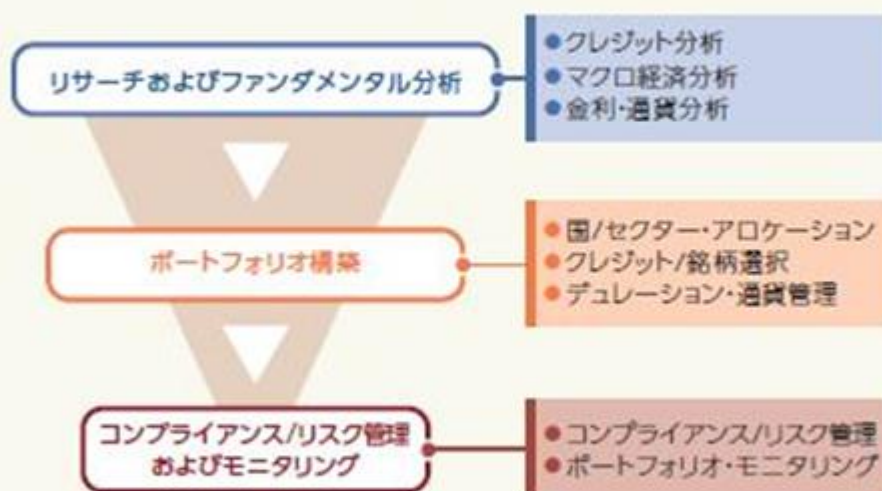 リサーチおよびファンダメンタル分析
●クレジット分析
●マクロ経済分析
●金利・通貨分析
ポートフォリオ構築
●国/セクター・アロケーション
●クレジット/銘柄選択
●デュレーション・通貨管理
コンプライアンス/リスク管理
およびモニタリング
●コンプライアンス/リスク管理
●ポートフォリオ・モニタリング